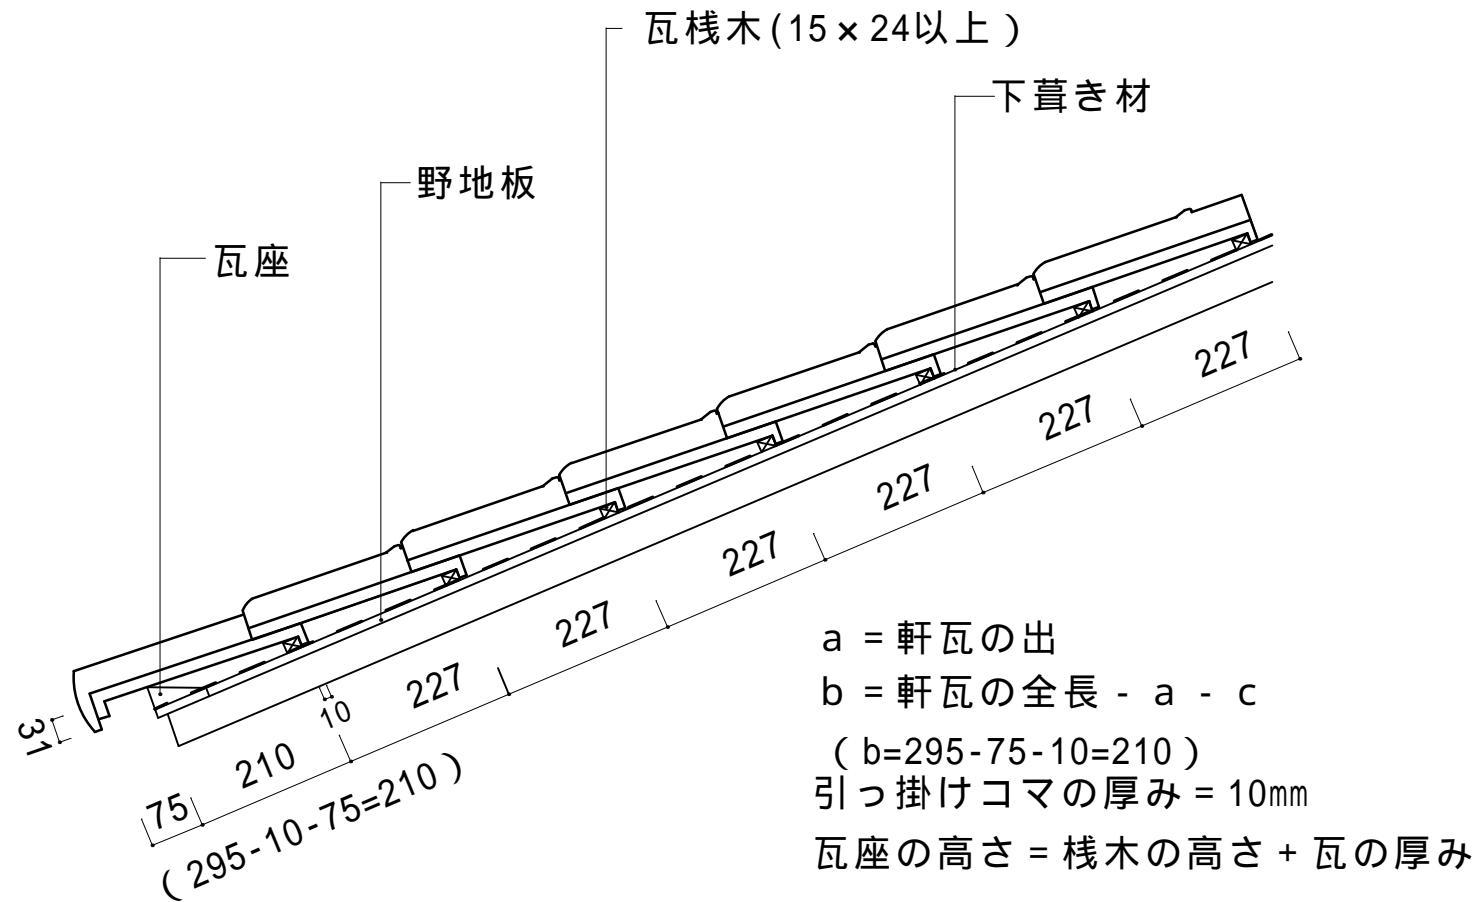 瓦桟木(15×24以上)
下葺き材
野地板
瓦座
227
227
227
227
227
227
10
210
75
31
(295-10-75=210)
a = 軒瓦の出
b = 軒瓦の全長 - a - c
(b=295-75-10=210)
引っ掛けコマの厚み = 10㎜
瓦座の高さ = 桟木の高さ + 瓦の厚み